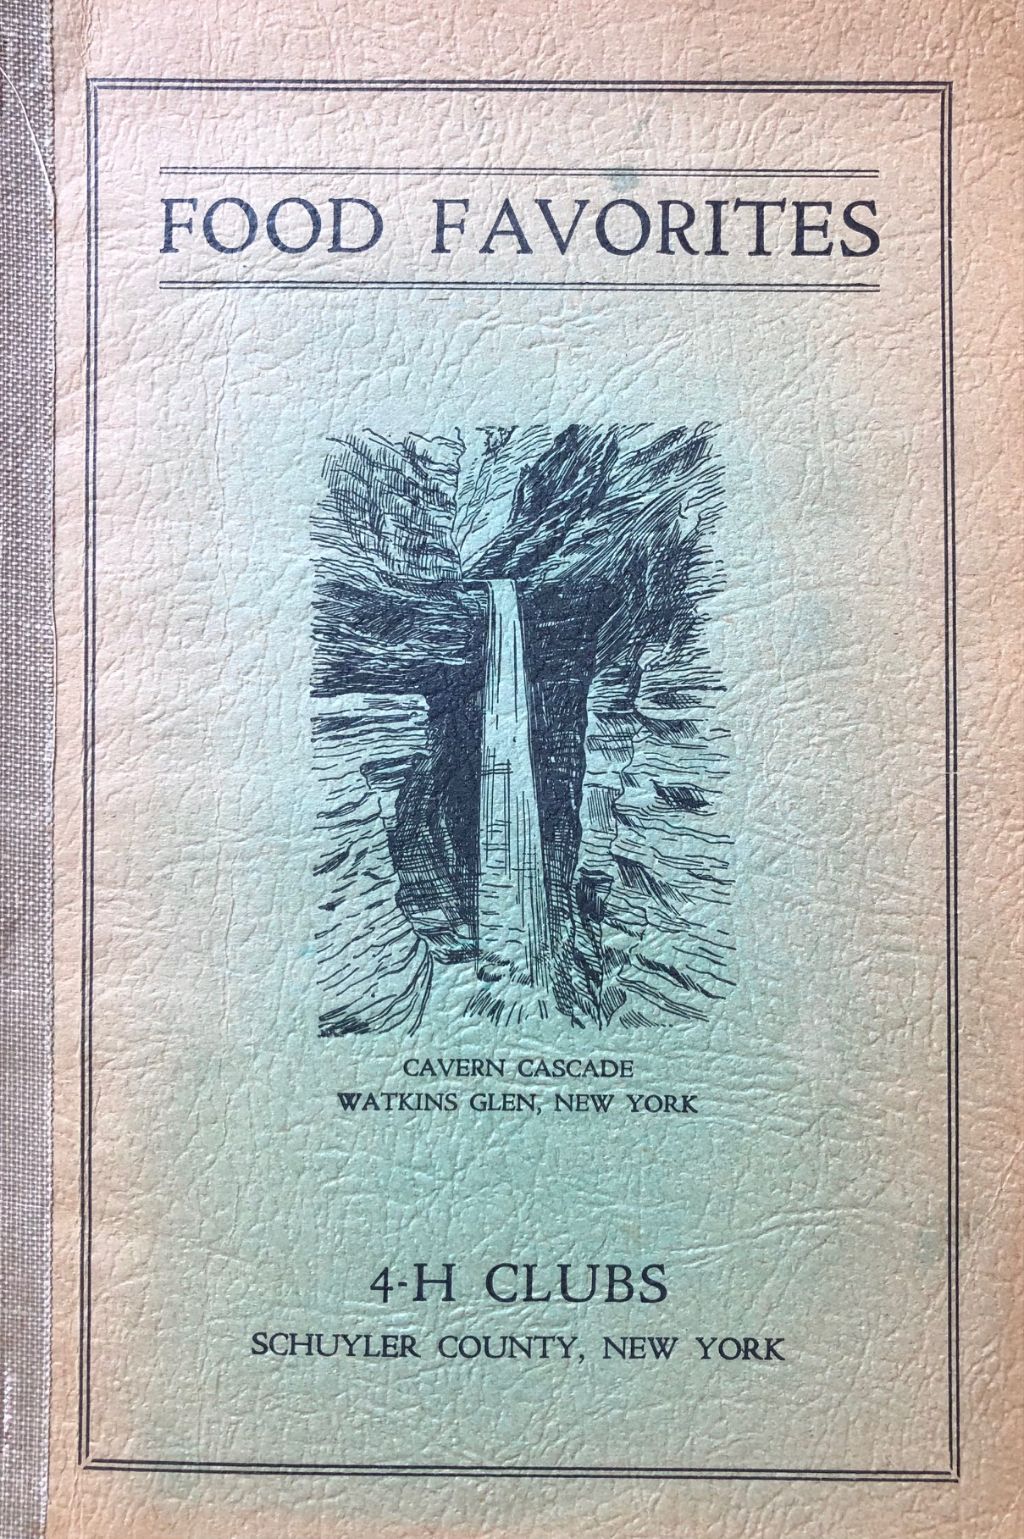 FOOD FAVORITES
CAVERN CASCADE
WATKINS GLEN, NEW YORK
4-H CLUBS
SCHUYLER COUNTY, NEW YORK